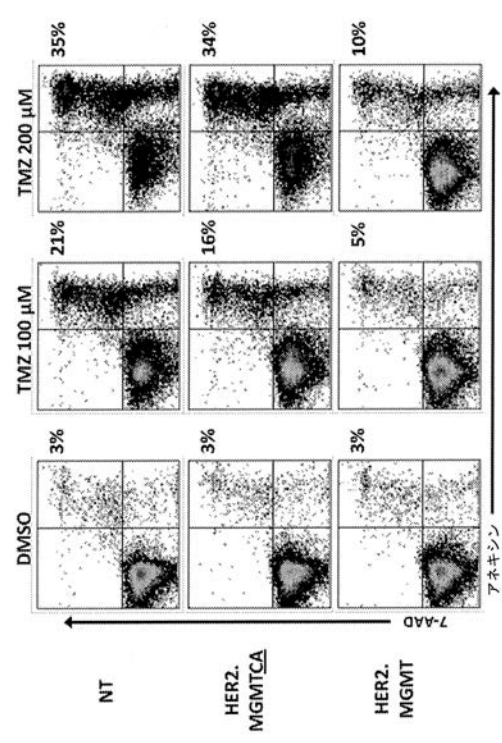 DMSO
TMZ 100 μM
TMZ 200 μM
NT
3%
21%
35%
HER2.
MGMTCA
3%
16%
34%
HER2.
MGMT
3%
5%
10%
7-AAD
アネキシン